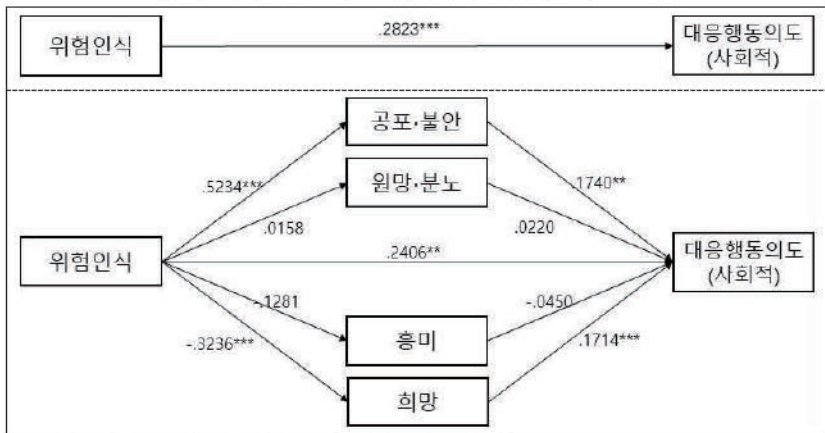 .2823***
위험인식
대응행동의도
(사회적)
공포·불안
.5234***
.1740**
원망·분노
.0158
.0220
위험인식
.2406**
대응행동의도
(사회적)
-.1281
-.0450
흥미
-.3236***
.1714***
희망